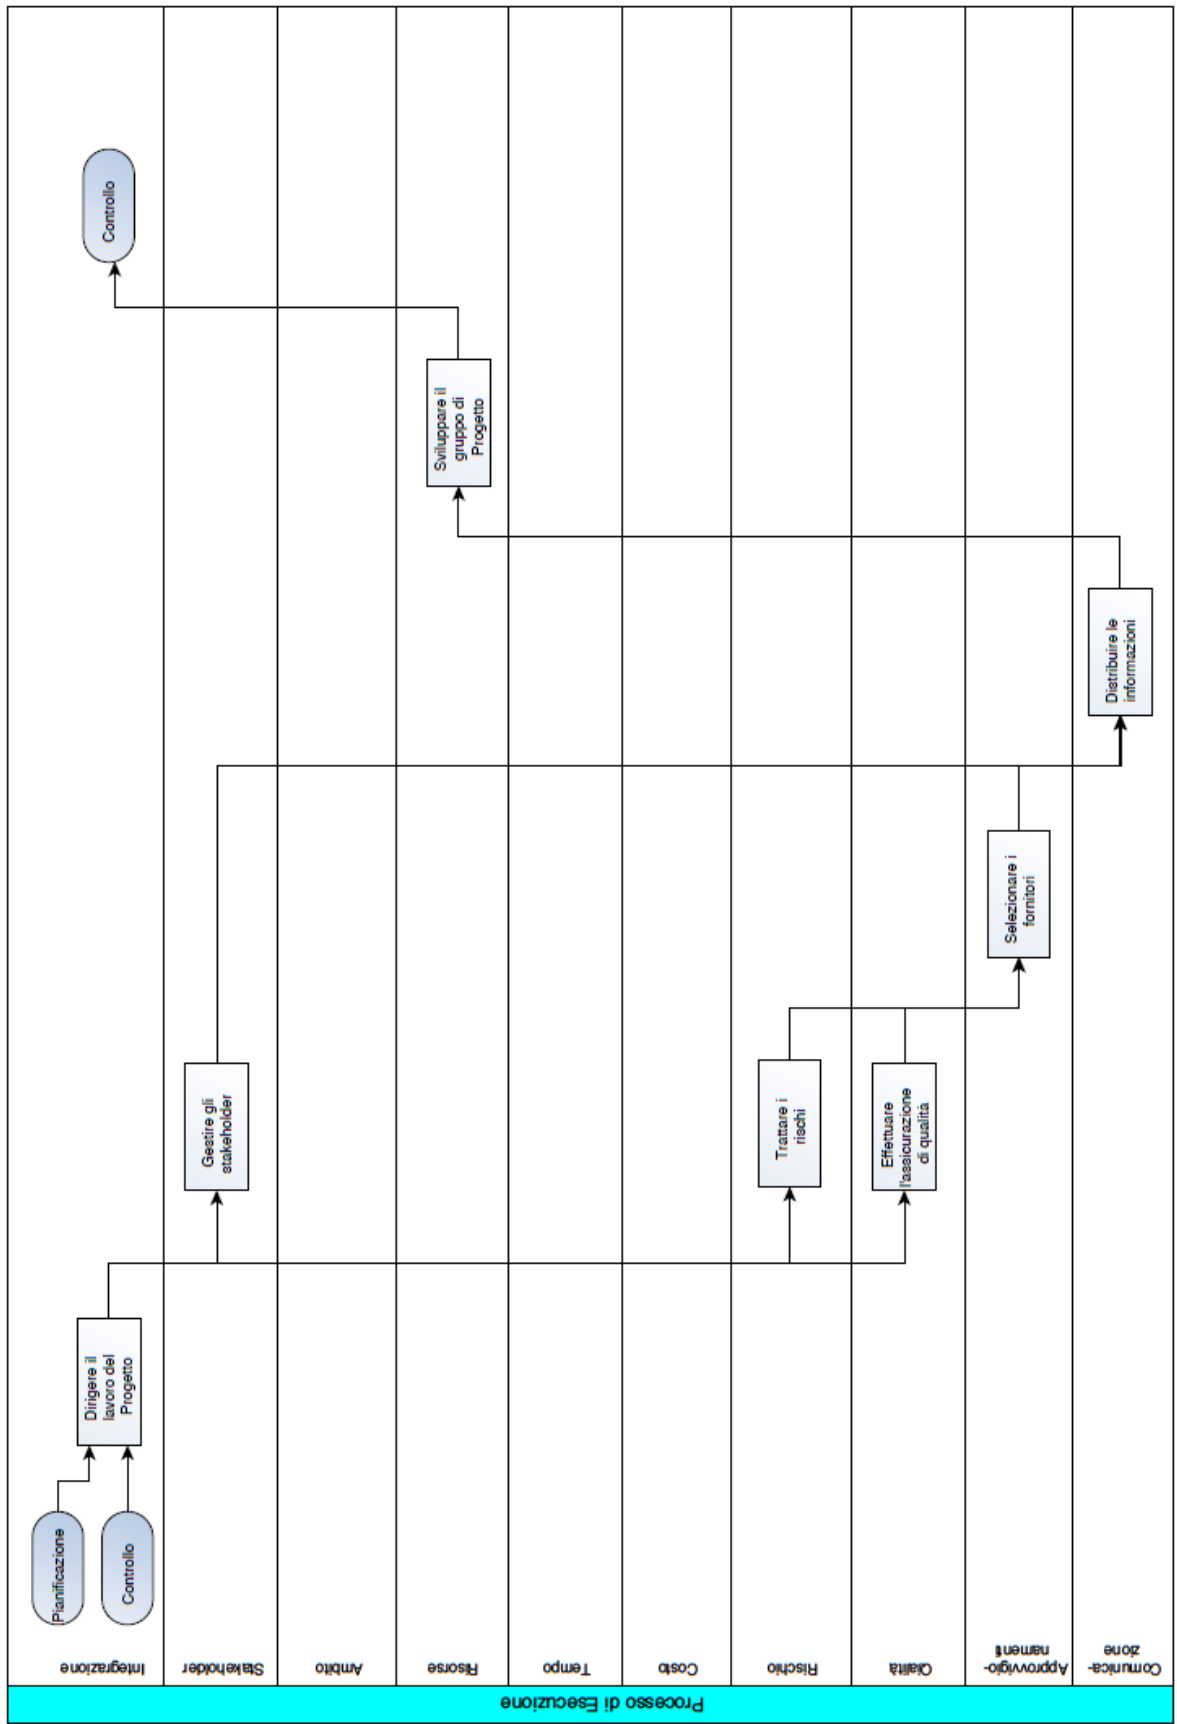 Processo di Esecuzione
Integrazione
Stakeholder
Ambito
Risorse
Tempo
Costo
Rischio
Qialità
Approvvigio-
namenti
Comunica-
zione
Pianificazione
Controllo
Dirigere il
lavoro del
Progetto
Gestire gli
stakeholder
Trattare i
rischi
Effettuare
l'assicurazione
di qualità
Selezionare i
fornitori
Distribuire le
informazioni
Sviluppare il
gruppo di
Progetto
Controllo